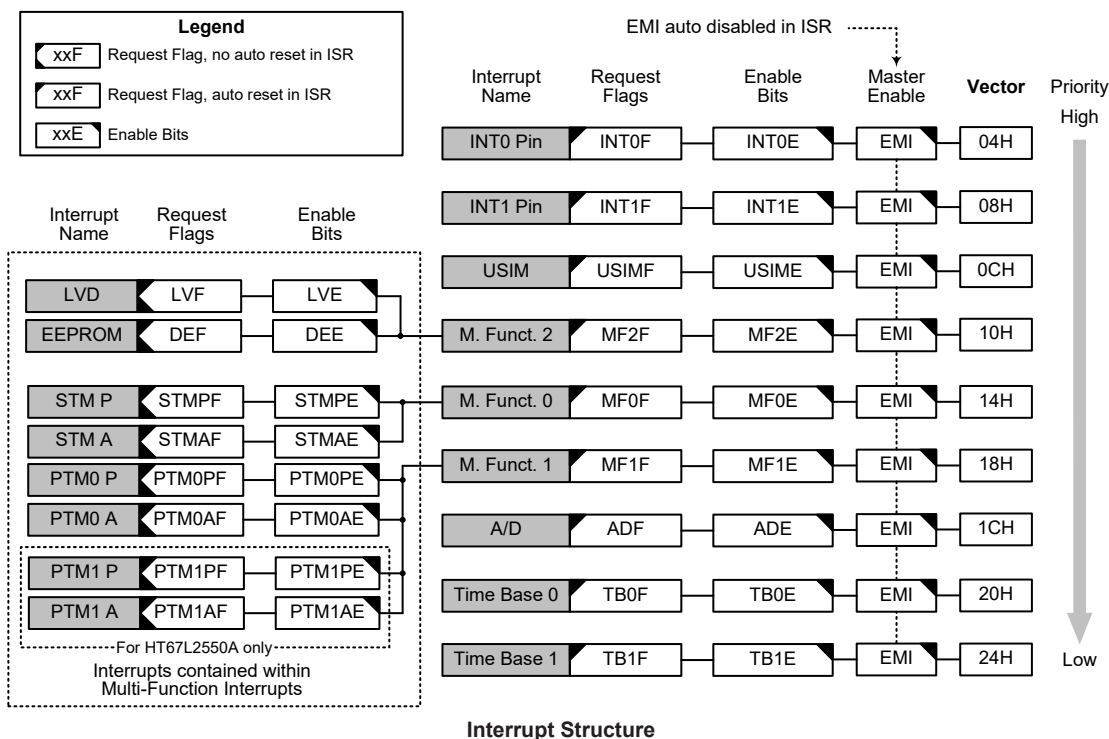 Legend
xxF Request Flag, no auto reset in ISR
xxF Request Flag, auto reset in ISR
xxE Enable Bits
EMI auto disabled in ISR
Interrupt Name Request Flags Enable Bits Master Enable Vector Priority
High
INT0 Pin INT0F INT0E EMI 04H
INT1 Pin INT1F INT1E EMI 08H
USIM USIMF USIME EMI 0CH
M. Funct. 2 MF2F MF2E EMI 10H
M. Funct. 0 MF0F MF0E EMI 14H
M. Funct. 1 MF1F MF1E EMI 18H
A/D ADF ADE EMI 1CH
Time Base 0 TB0F TB0E EMI 20H
Time Base 1 TB1F TB1E EMI 24H
Low
Interrupt Name Request Flags Enable Bits
LVD LVF LVE
EEPROM DEF DEE
STM P STMPF STMPE
STM A STMAF STMAE
PTM0 P PTM0PF PTM0PE
PTM0 A PTM0AF PTM0AE
PTM1 P PTM1PF PTM1PE
PTM1 A PTM1AF PTM1AE
For HT67L2550A only
Interrupts contained within
Multi-Function Interrupts
Interrupt Structure